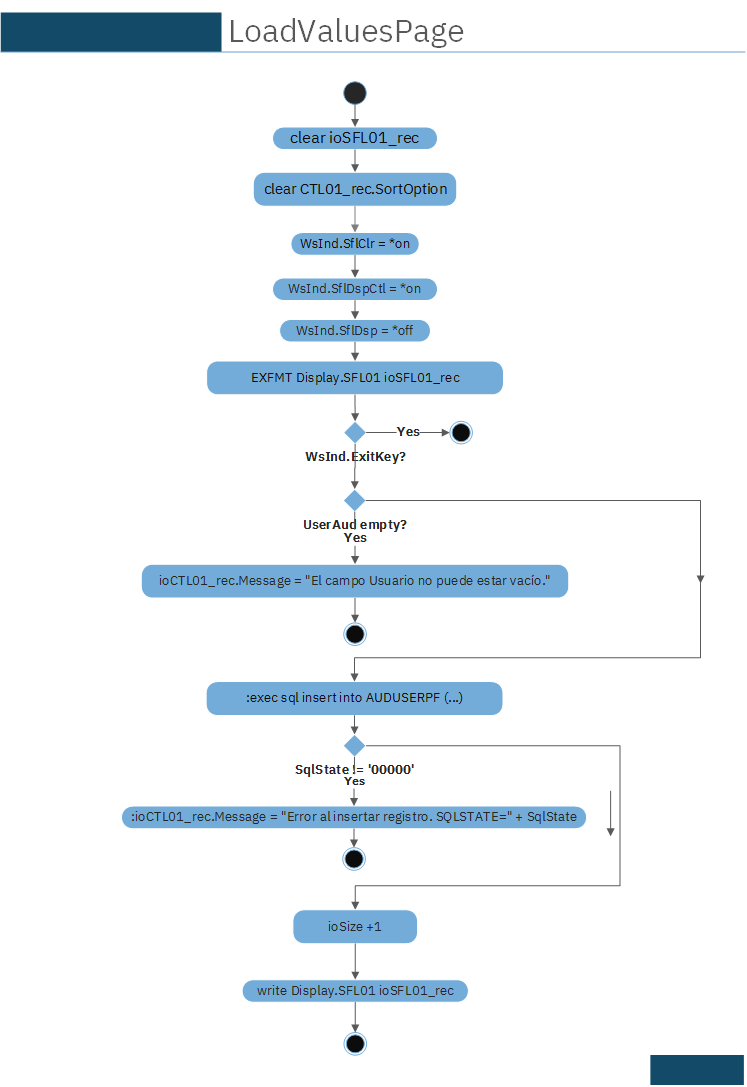 LoadValuesPage
clear ioSFL01_rec
clear CTL01_rec.SortOption
WsInd.SflClr = *on
WsInd.SflDspCtl = *on
WsInd.SflDsp = *off
EXFMT Display.SFL01 ioSFL01_rec
Yes
WsInd.ExitKey?
UserAud empty?
Yes
ioCTL01_rec.Message = "El campo Usuario no puede estar vacío."
:exec sql insert into AUDUSERPF (...)
SqlState != '00000'
Yes
:ioCTL01_rec.Message = "Error al insertar registro. SQLSTATE=" + SqlState
ioSize +1
write Display.SFL01 ioSFL01_rec